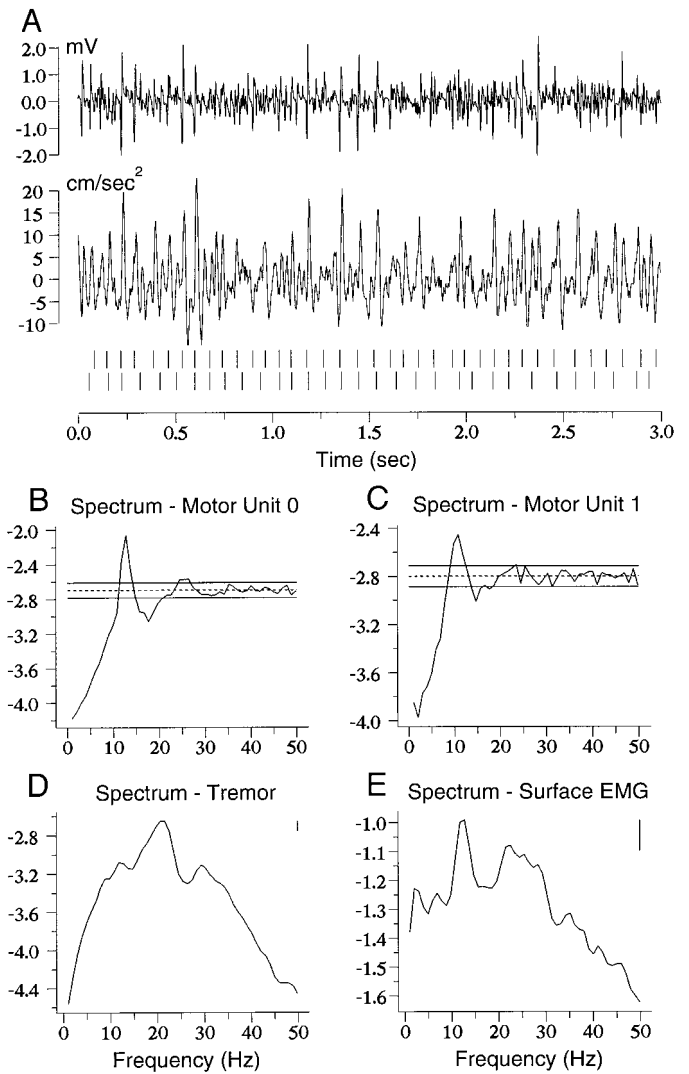 A
mV
2.0
1.0
0.0
-1.0
-2.0
cm/sec²
20
15
10
5
0
-5
-10
0.0 0.5 1.0 1.5 2.0 2.5 3.0
Time (sec)
B Spectrum - Motor Unit 0
-2.0
-2.4
-2.8
-3.2
-3.6
-4.0
0 10 20 30 40 50
C Spectrum - Motor Unit 1
-2.4
-2.8
-3.2
-3.6
-4.0
0 10 20 30 40 50
D Spectrum - Tremor
-2.8
-3.2
-3.6
-4.0
-4.4
0 10 20 30 40 50
Frequency (Hz)
E Spectrum - Surface EMG
-1.0
-1.1
-1.2
-1.3
-1.4
-1.5
-1.6
0 10 20 30 40 50
Frequency (Hz)